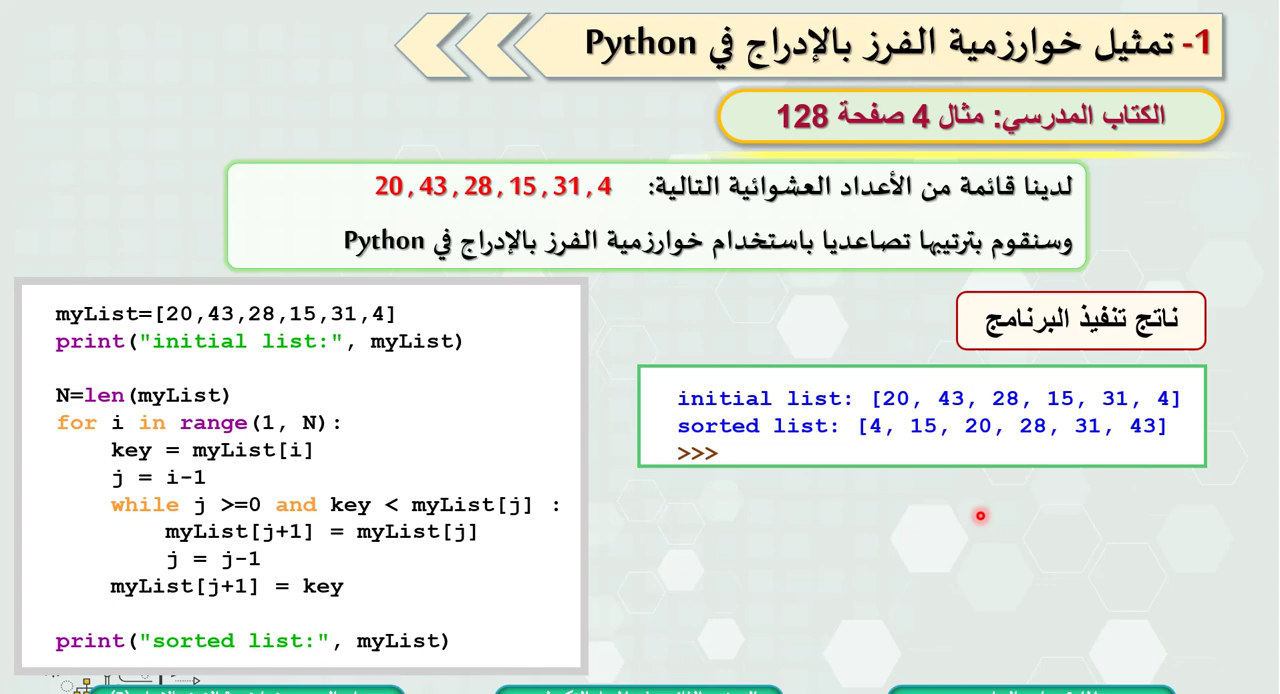 1- تمثيل خوارزمية الفرز بالإدراج في Python
الكتاب المدرسي: مثال 4 صفحة 128
لدينا قائمة من الأعداد العشوائية التالية: 20 , 43 , 28 , 15 , 31 , 4
وسنقوم بترتيبها تصاعديا باستخدام خوارزمية الفرز بالإدراج في Python
ناتج تنفيذ البرنامج
initial list: [20, 43, 28, 15, 31, 4]
sorted list: [4, 15, 20, 28, 31, 43]
>>>
myList=[20,43,28,15,31,4]
print("initial list:", myList)
N=len(myList)
for i in range(1, N):
    key = myList[i]
    j = i-1
    while j >=0 and key < myList[j] :
        myList[j+1] = myList[j]
        j = j-1
    myList[j+1] = key
print("sorted list:", myList)